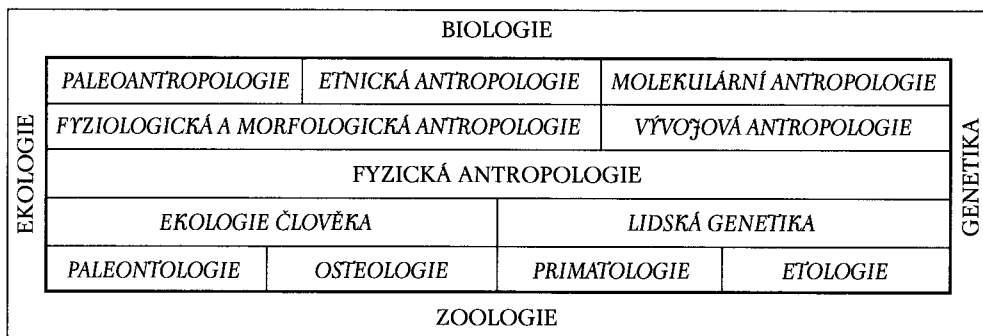 BIOLOGIE
PALEOANTROPOLOGIE ETNICKÁ ANTROPOLOGIE MOLEKULÁRNÍ ANTROPOLOGIE
FYZIOLOGICKÁ A MORFOLOGICKÁ ANTROPOLOGIE VÝVOJOVÁ ANTROPOLOGIE
EKOLOGIE
FYZICKÁ ANTROPOLOGIE
GENETIKA
EKOLOGIE ČLOVĚKA LIDSKÁ GENETIKA
PALEONTOLOGIE OSTEOLOGIE PRIMATOLOGIE ETOLOGIE
ZOOLOGIE